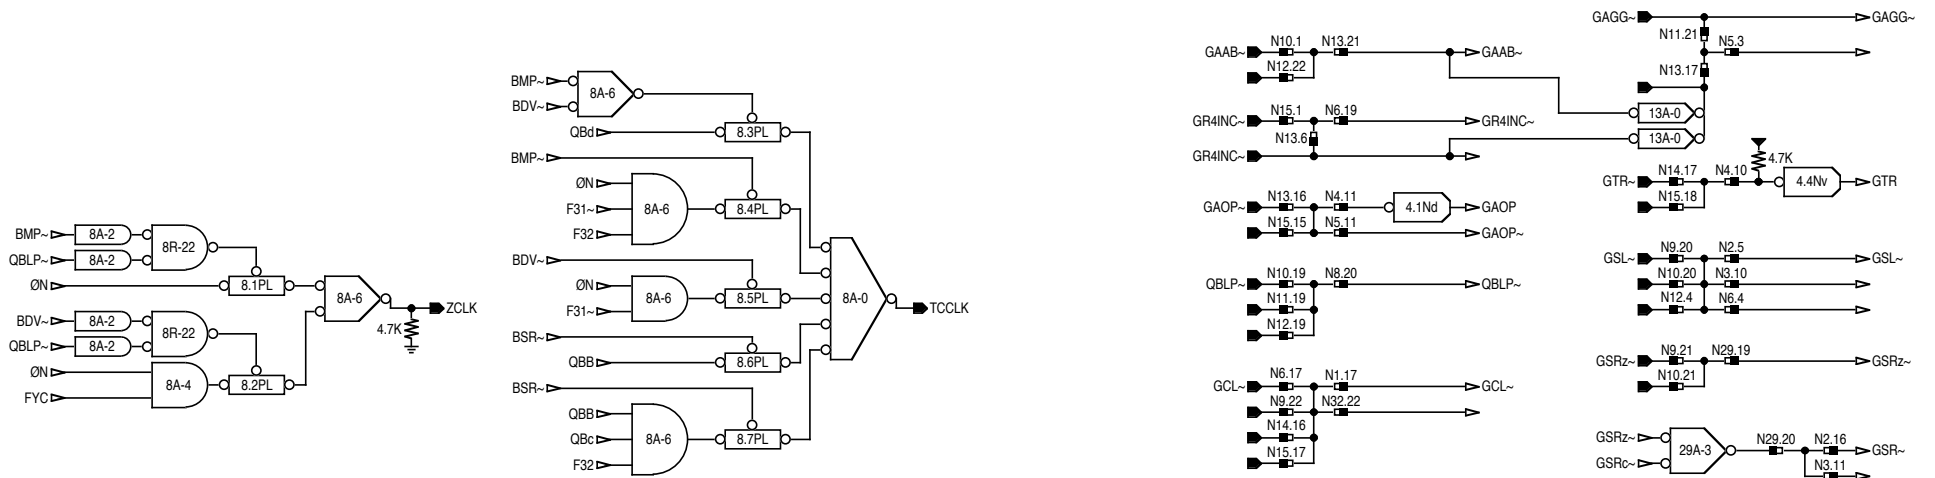 BMP~
8A-2
8R-22
QBLP~
8A-2
ØN
8.1PL
8A-6
ZCLK
4.7K
BDV~
8A-2
8R-22
QBLP~
8A-2
ØN
8A-4
8.2PL
FYC
BMP~
8A-6
BDV~
QBd
8.3PL
BMP~
ØN
F31~
8A-6
8.4PL
F32
BDV~
ØN
8A-6
8.5PL
F31~
8A-0
TCCLK
BSR~
QBB
8.6PL
BSR~
QBB
QBc
8A-6
8.7PL
F32
GAAB~
N10.1
N13.21
GAAB~
N12.22
GR4INC~
N15.1
N6.19
GR4INC~
N13.6
GR4INC~
GAOP~
N13.16
N4.11
4.1Nd
GAOP
N15.15
N5.11
GAOP~
QBLP~
N10.19
N8.20
QBLP~
N11.19
N12.19
GCL~
N6.17
N1.17
GCL~
N9.22
N32.22
N14.16
N15.17
GAGG~
GAGG~
N11.21
N5.3
N13.17
13A-0
13A-0
4.7K
GTR~
N14.17
N4.10
4.4Nv
GTR
N15.18
GSL~
N9.20
N2.5
GSL~
N10.20
N3.10
N12.4
N6.4
GSRz~
N9.21
N29.19
GSRz~
N10.21
GSRz~
29A-3
N29.20
N2.16
GSR~
GSRc~
N3.11